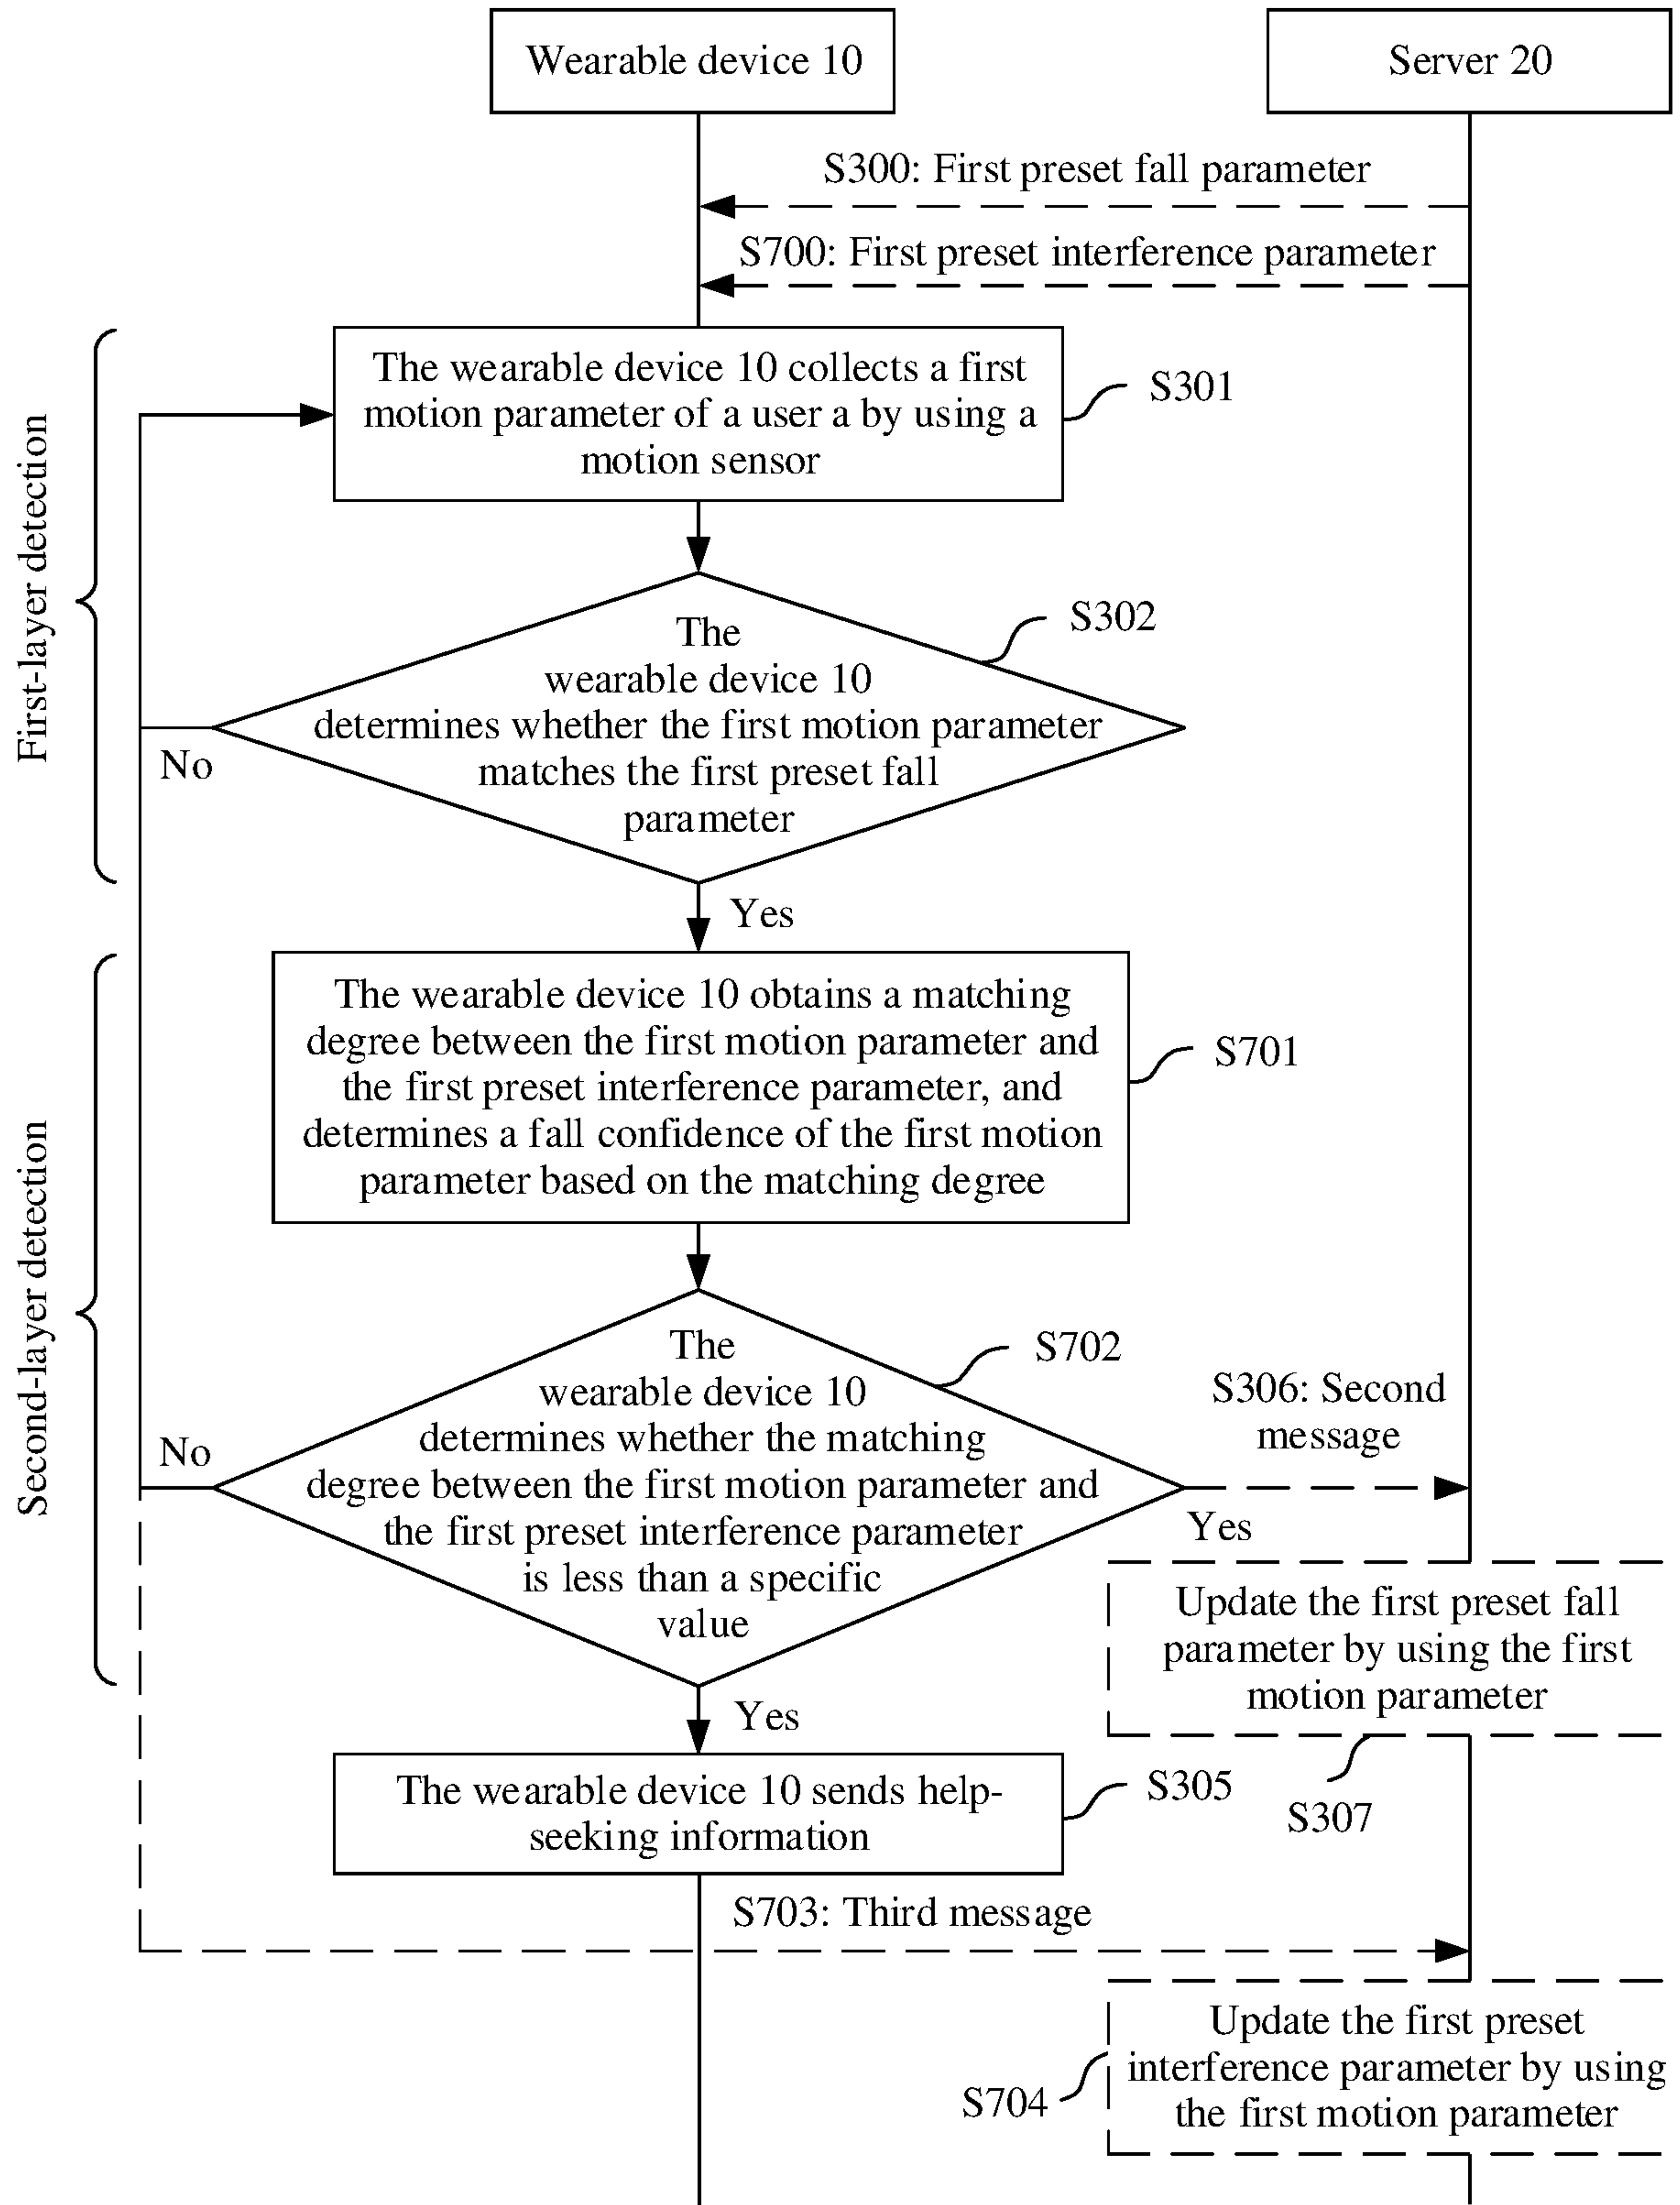 Wearable device 10
Server 20
S300: First preset fall parameter
S700: First preset interference parameter
First-layer detection
The wearable device 10 collects a first
motion parameter of a user a by using a
motion sensor
S301
The
wearable device 10
determines whether the first motion parameter
matches the first preset fall
parameter
S302
No
Yes
Second-layer detection
The wearable device 10 obtains a matching
degree between the first motion parameter and
the first preset interference parameter, and
determines a fall confidence of the first motion
parameter based on the matching degree
S701
The
wearable device 10
determines whether the matching
degree between the first motion parameter and
the first preset interference parameter
is less than a specific
value
S702
No
S306: Second
message
Yes
Update the first preset fall
parameter by using the first
motion parameter
S307
Yes
The wearable device 10 sends help-
seeking information
S305
S703: Third message
Update the first preset
interference parameter by using
the first motion parameter
S704